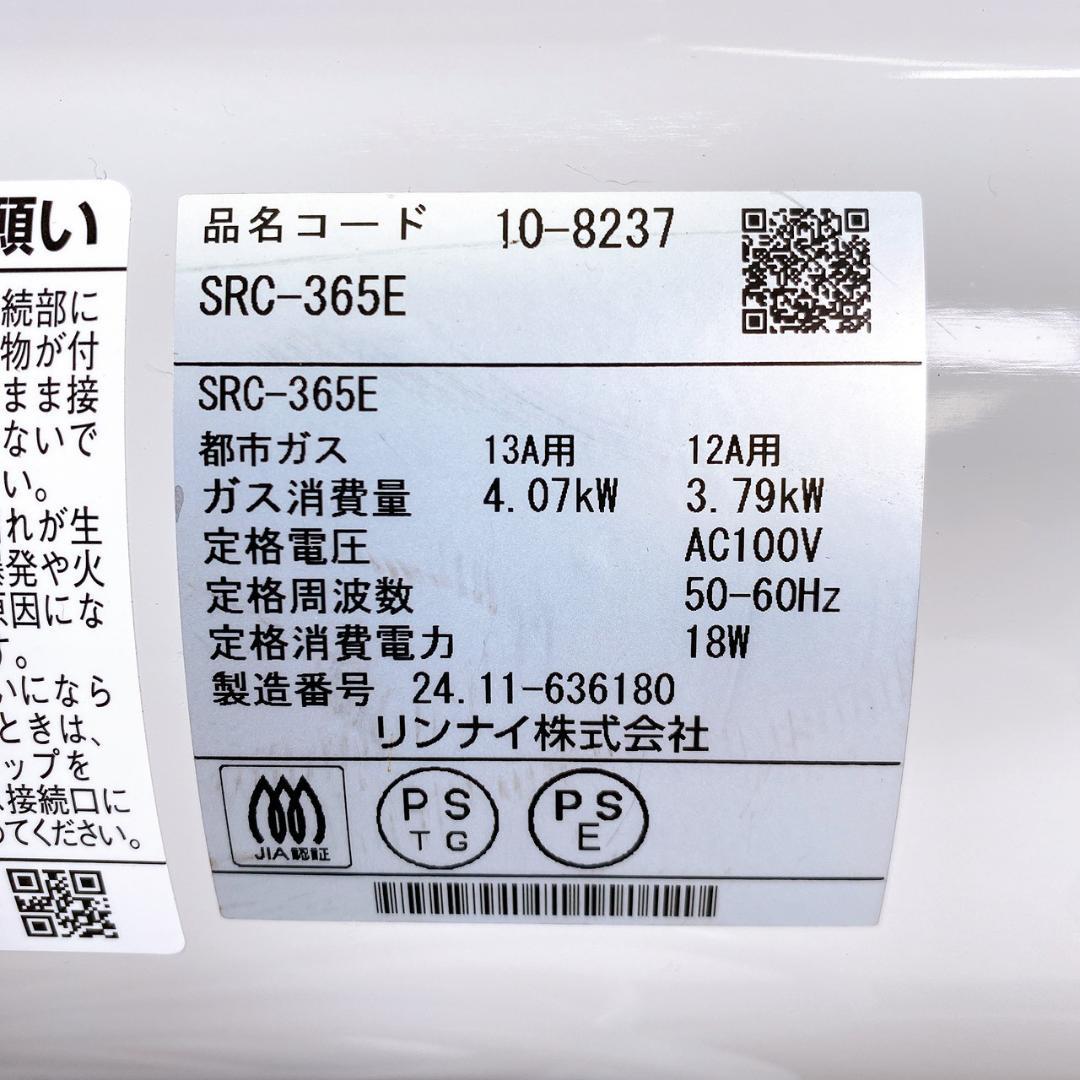 願い
続部に
物が付
まま接
ないで
い。
れが生
爆発や火
原因にな
す。
いになら
ときは、
ップを
接続口に
てください。
品名コード 10-8237
SRC-365E
SRC-365E
都市ガス 13A用 12A用
ガス消費量 4.07kW 3.79kW
定格電圧 AC100V
定格周波数 50-60Hz
定格消費電力 18W
製造番号 24.11-636180
リンナイ株式会社
JIA認証
PS
TG
PS
E